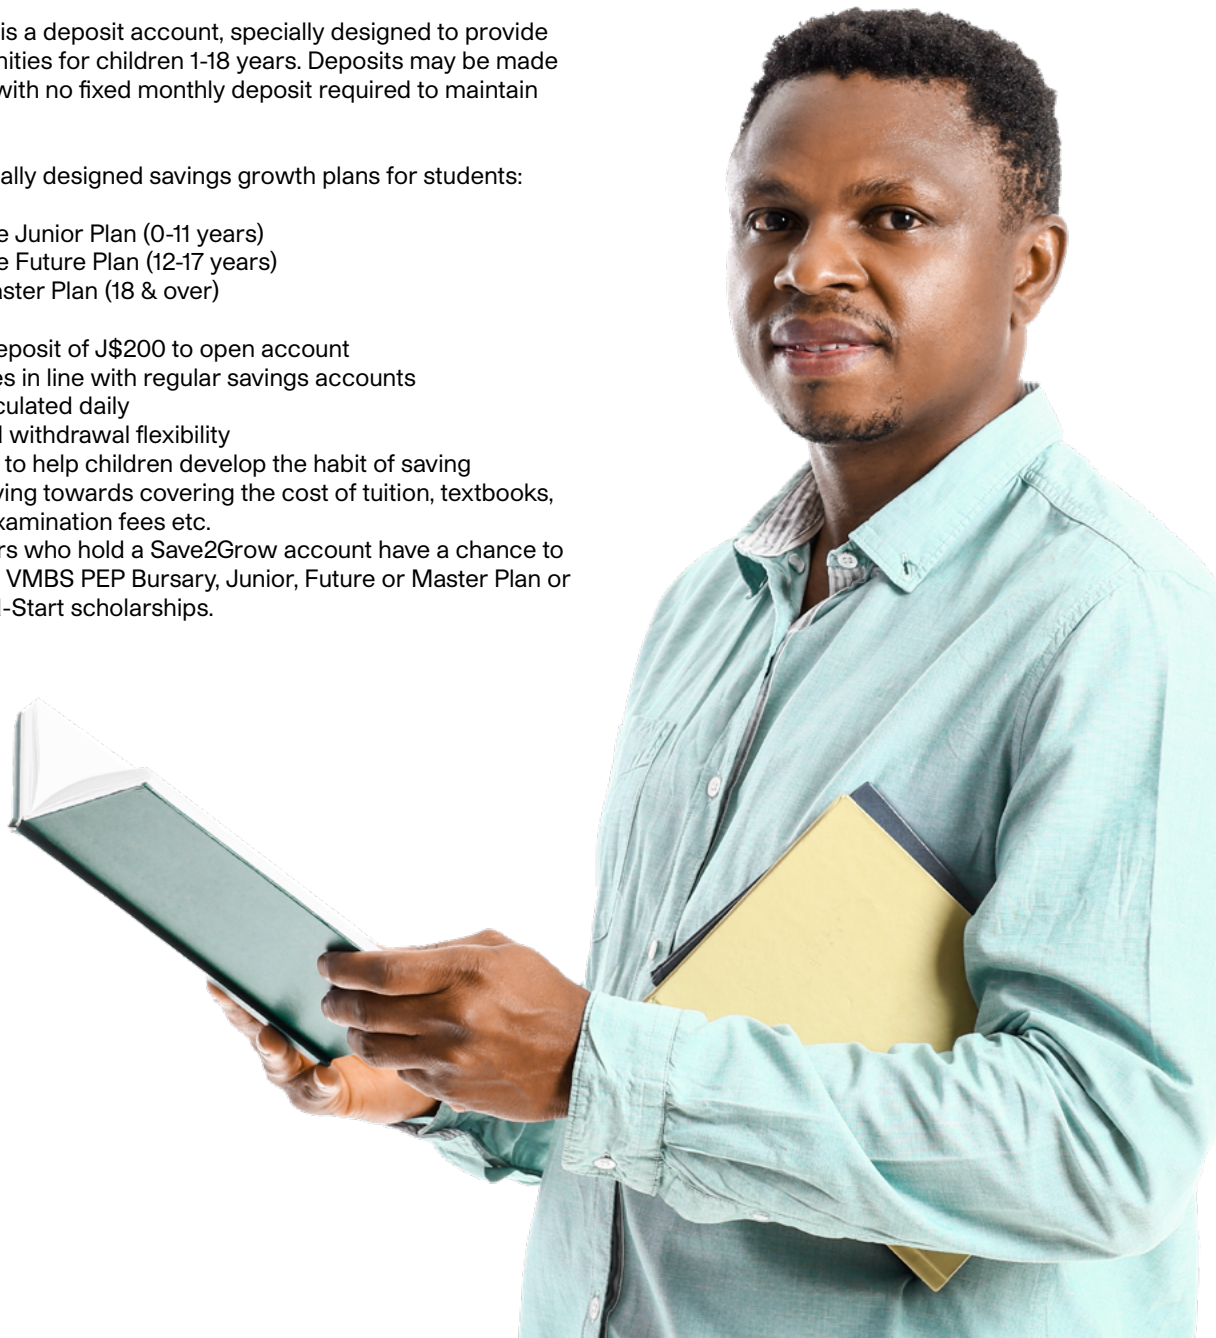 is a deposit account, specially designed to provide
nities for children 1-18 years. Deposits may be made
with no fixed monthly deposit required to maintain
ally designed savings growth plans for students:
e Junior Plan (0-11 years)
e Future Plan (12-17 years)
aster Plan (18 & over)
eposit of J$200 to open account
es in line with regular savings accounts
culated daily
l withdrawal flexibility
to help children develop the habit of saving
ving towards covering the cost of tuition, textbooks,
xamination fees etc.
rs who hold a Save2Grow account have a chance to
VMBS PEP Bursary, Junior, Future or Master Plan or
l-Start scholarships.